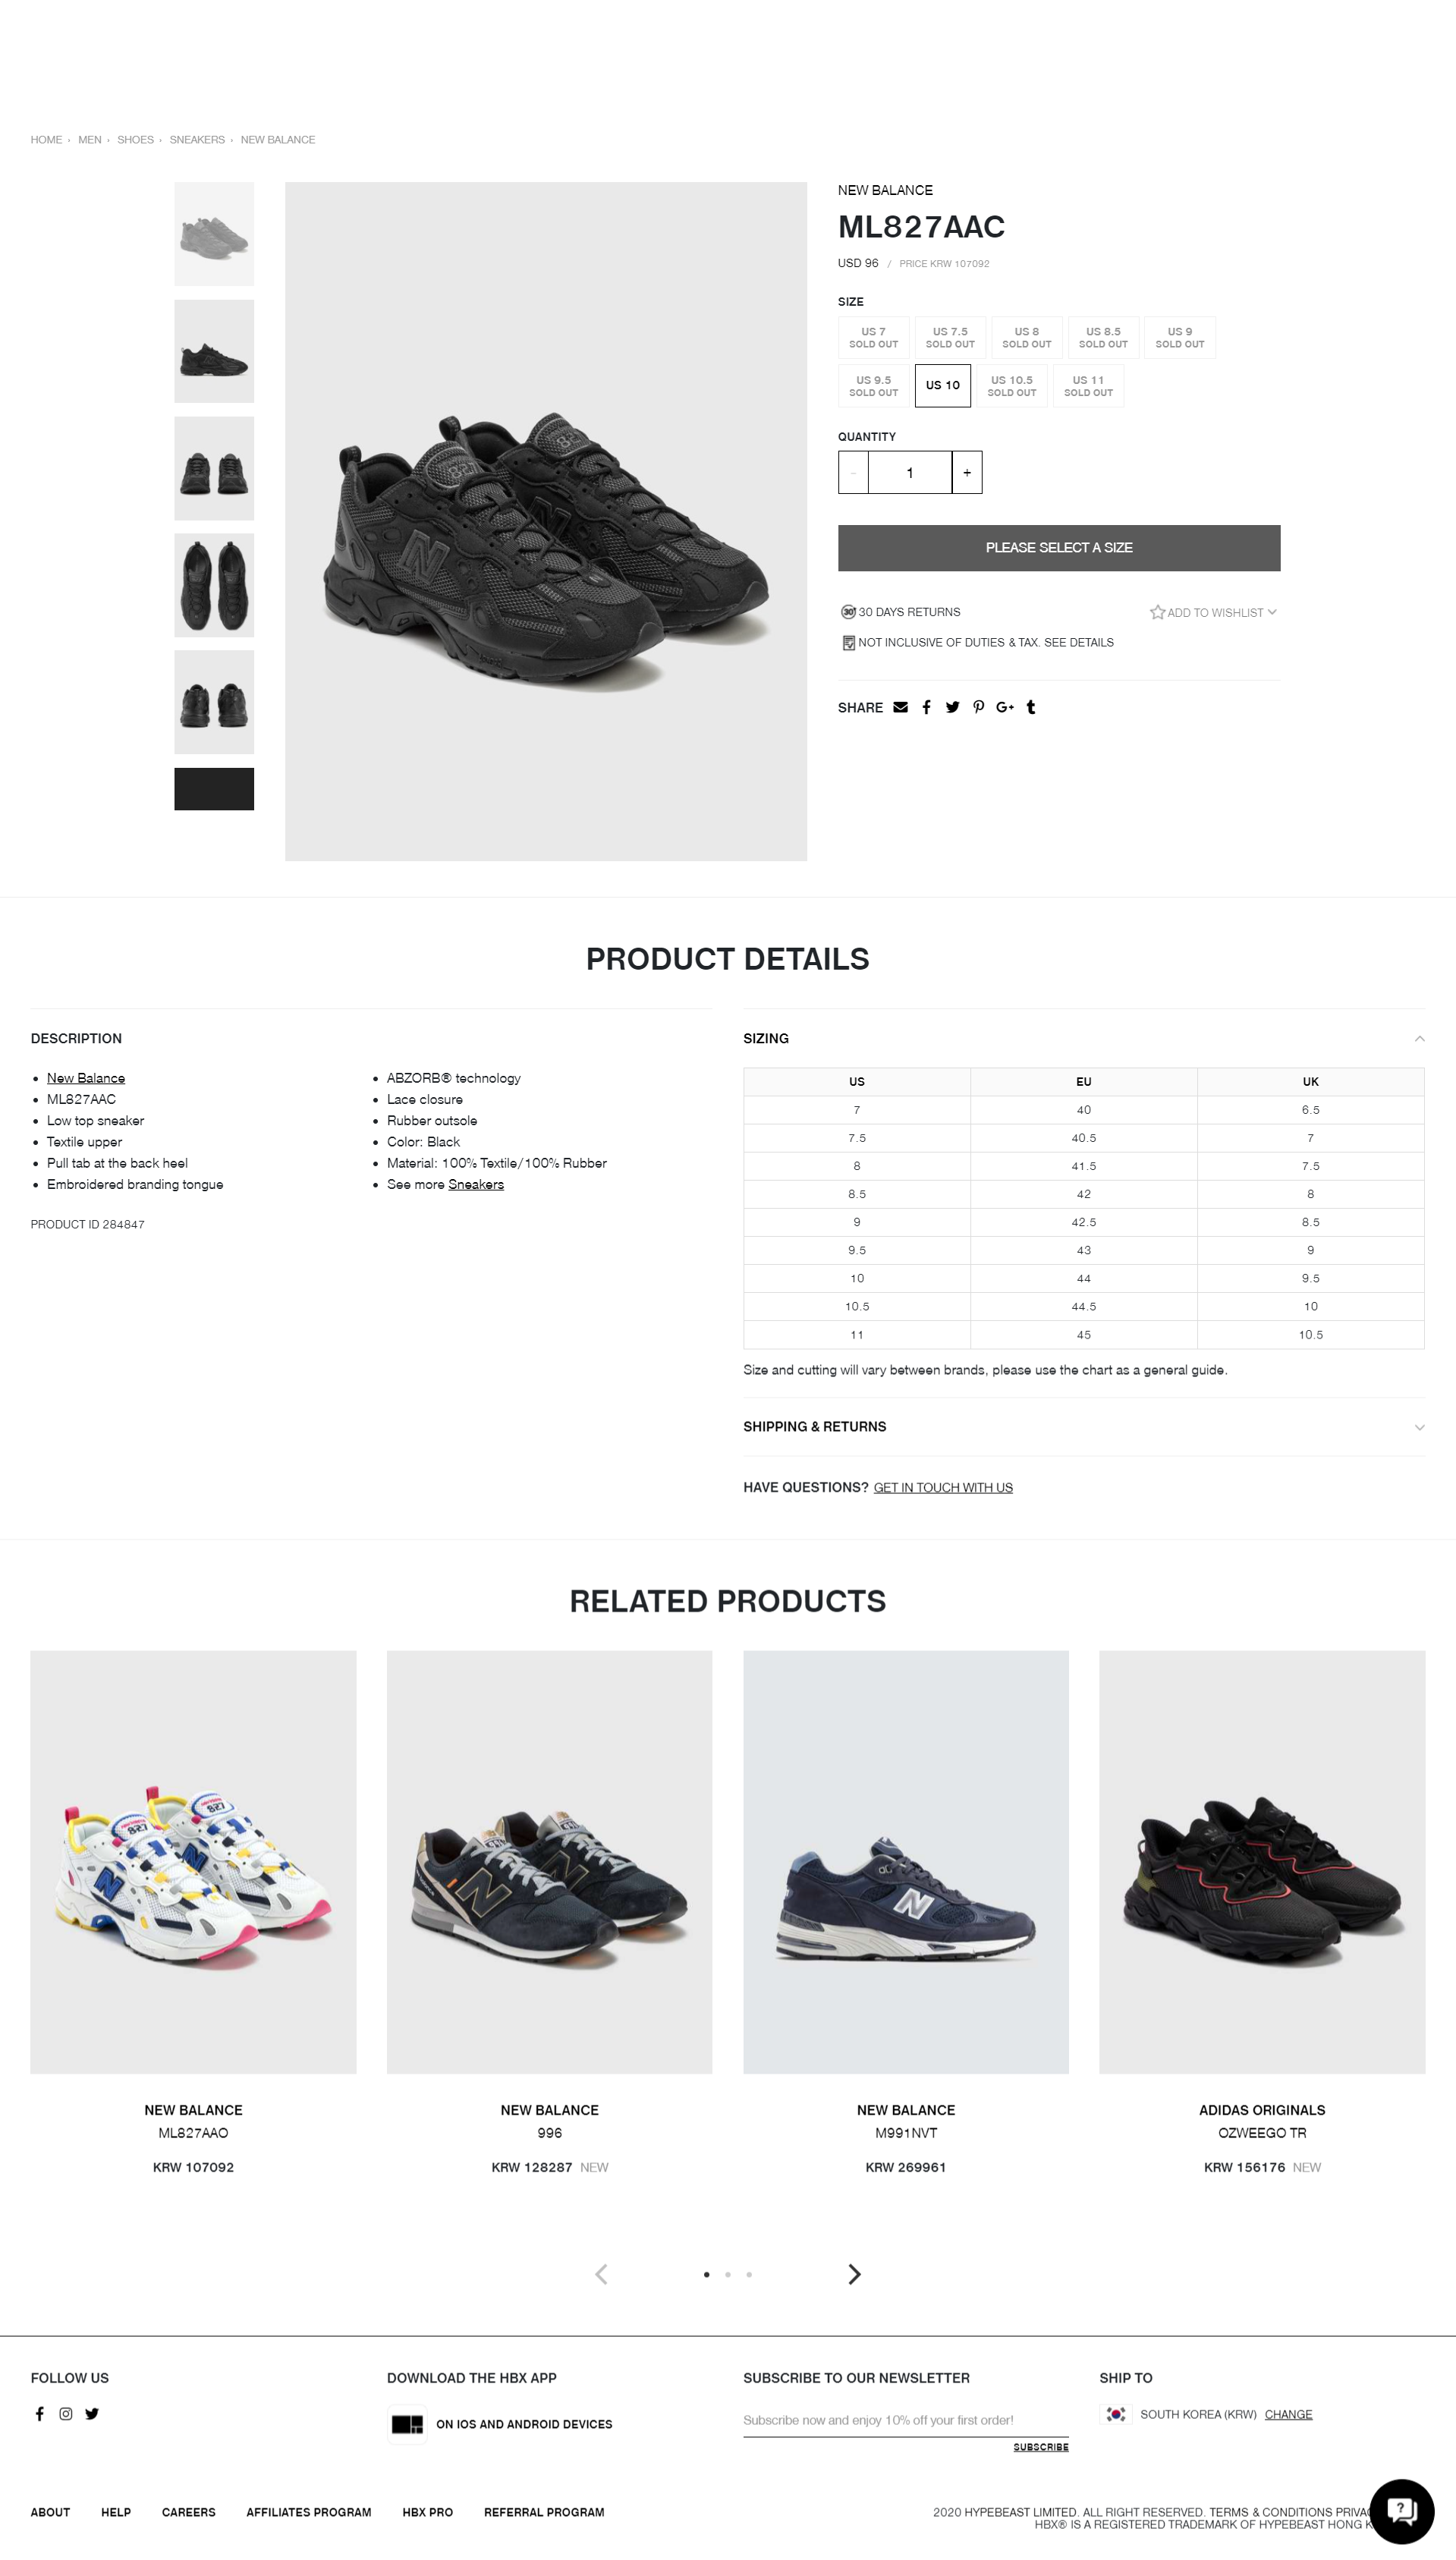 HOME › MEN › SHOES › SNEAKERS › NEW BALANCE
NEW BALANCE
ML827AAC
USD 96 / PRICE KRW 107092
SIZE
US 7 SOLD OUT
US 7.5 SOLD OUT
US 8 SOLD OUT
US 8.5 SOLD OUT
US 9 SOLD OUT
US 9.5 SOLD OUT
US 10
US 10.5 SOLD OUT
US 11 SOLD OUT
QUANTITY
- 1 +
PLEASE SELECT A SIZE
30 30 DAYS RETURNS
ADD TO WISHLIST
NOT INCLUSIVE OF DUTIES & TAX. SEE DETAILS
SHARE
PRODUCT DETAILS
DESCRIPTION
• New Balance
• ML827AAC
• Low top sneaker
• Textile upper
• Pull tab at the back heel
• Embroidered branding tongue
• ABZORB® technology
• Lace closure
• Rubber outsole
• Color: Black
• Material: 100% Textile/100% Rubber
• See more Sneakers
PRODUCT ID 284847
SIZING
US EU UK
7 40 6.5
7.5 40.5 7
8 41.5 7.5
8.5 42 8
9 42.5 8.5
9.5 43 9
10 44 9.5
10.5 44.5 10
11 45 10.5
Size and cutting will vary between brands, please use the chart as a general guide.
SHIPPING & RETURNS
HAVE QUESTIONS? GET IN TOUCH WITH US
RELATED PRODUCTS
NEW BALANCE
ML827AAO
KRW 107092
NEW BALANCE
996
KRW 128287 NEW
NEW BALANCE
M991NVT
KRW 269961
ADIDAS ORIGINALS
OZWEEGO TR
KRW 156176 NEW
FOLLOW US
DOWNLOAD THE HBX APP
ON IOS AND ANDROID DEVICES
SUBSCRIBE TO OUR NEWSLETTER
Subscribe now and enjoy 10% off your first order!
SUBSCRIBE
SHIP TO
SOUTH KOREA (KRW) CHANGE
ABOUT HELP CAREERS AFFILIATES PROGRAM HBX PRO REFERRAL PROGRAM
2020 HYPEBEAST LIMITED. ALL RIGHT RESERVED. TERMS & CONDITIONS
HBX® IS A REGISTERED TRADEMARK OF HYPEBEAST HONG